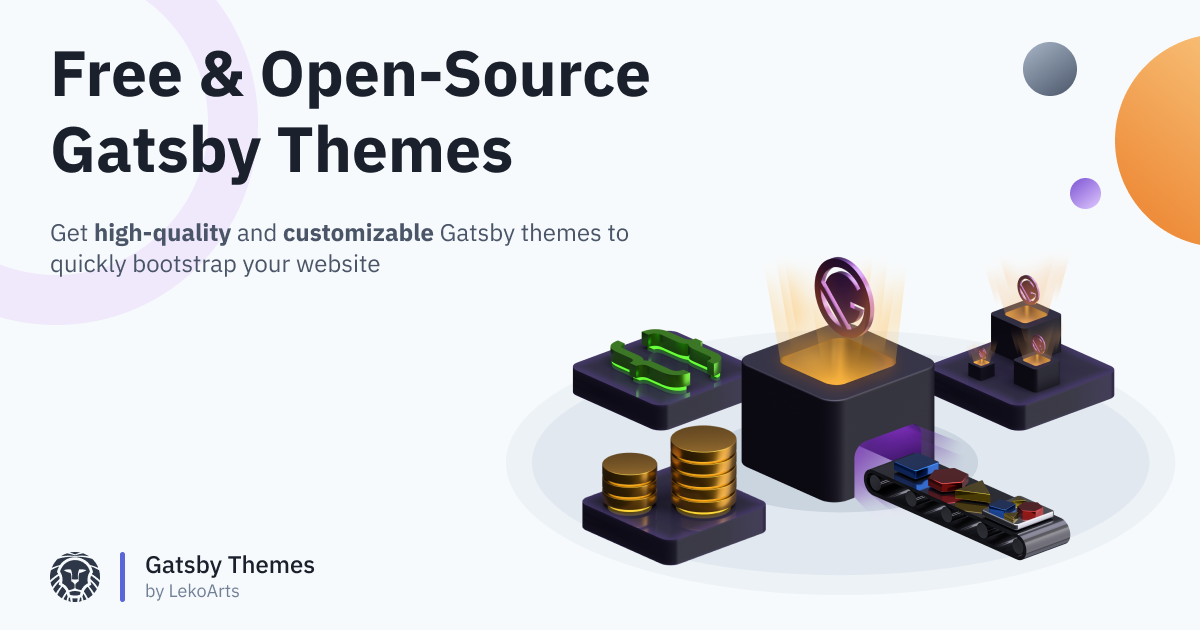 Free & Open-Source
Gatsby Themes
Get high-quality and customizable Gatsby themes to
quickly bootstrap your website
Gatsby Themes
by LekoArts